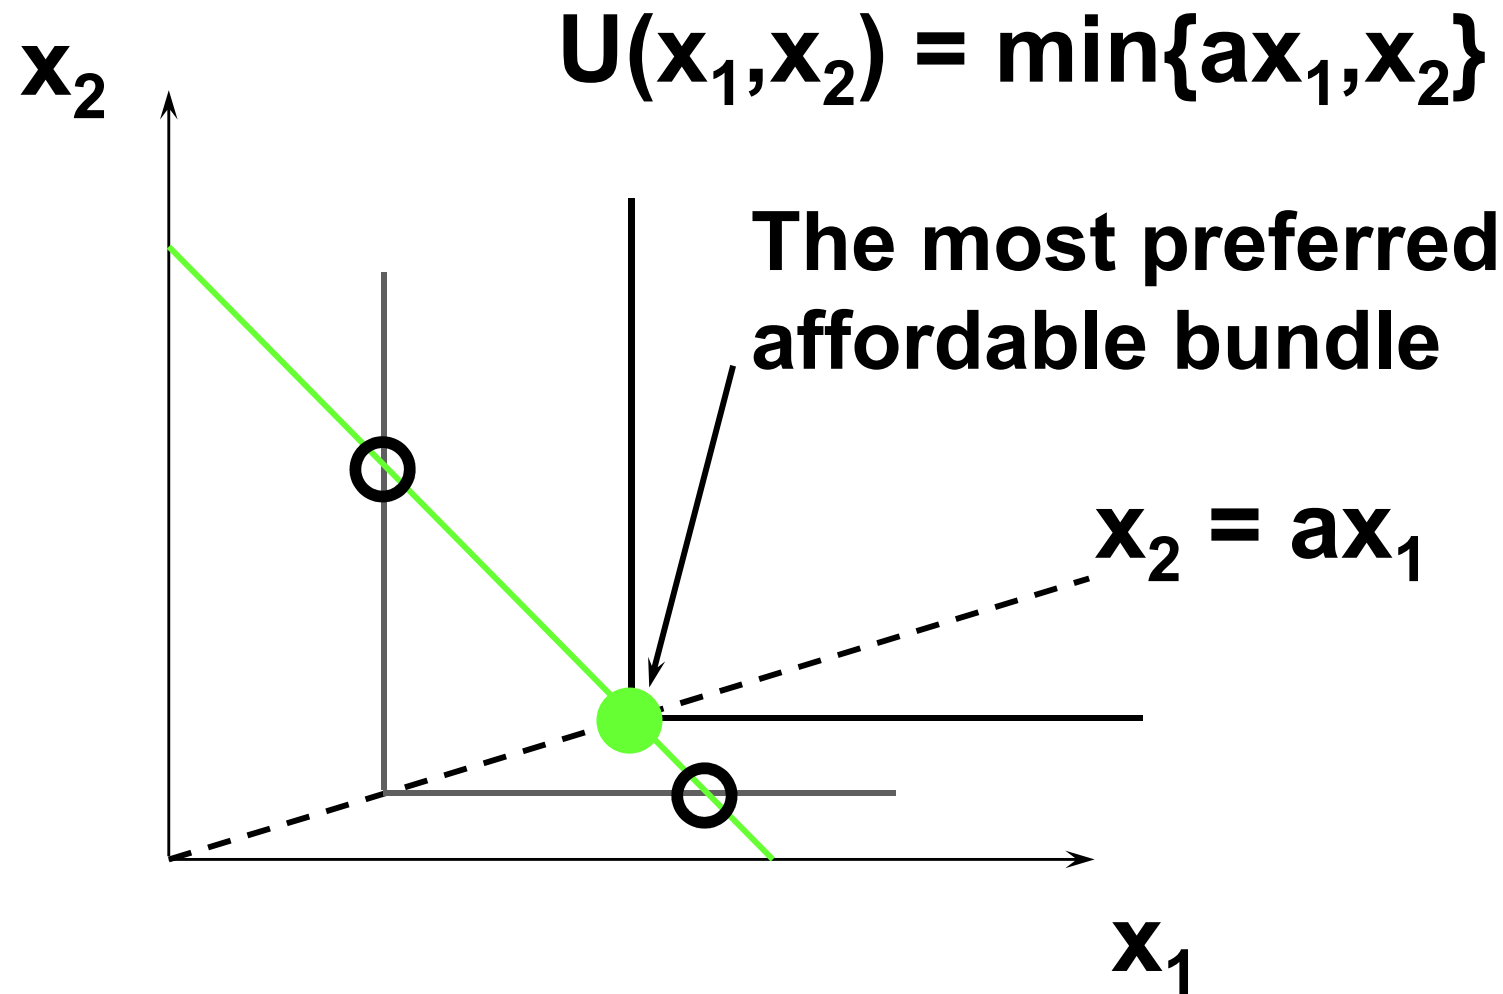 U(x₁,x₂) = min{ax₁,x₂}
x₂
The most preferred
affordable bundle
x₂ = ax₁
x₁